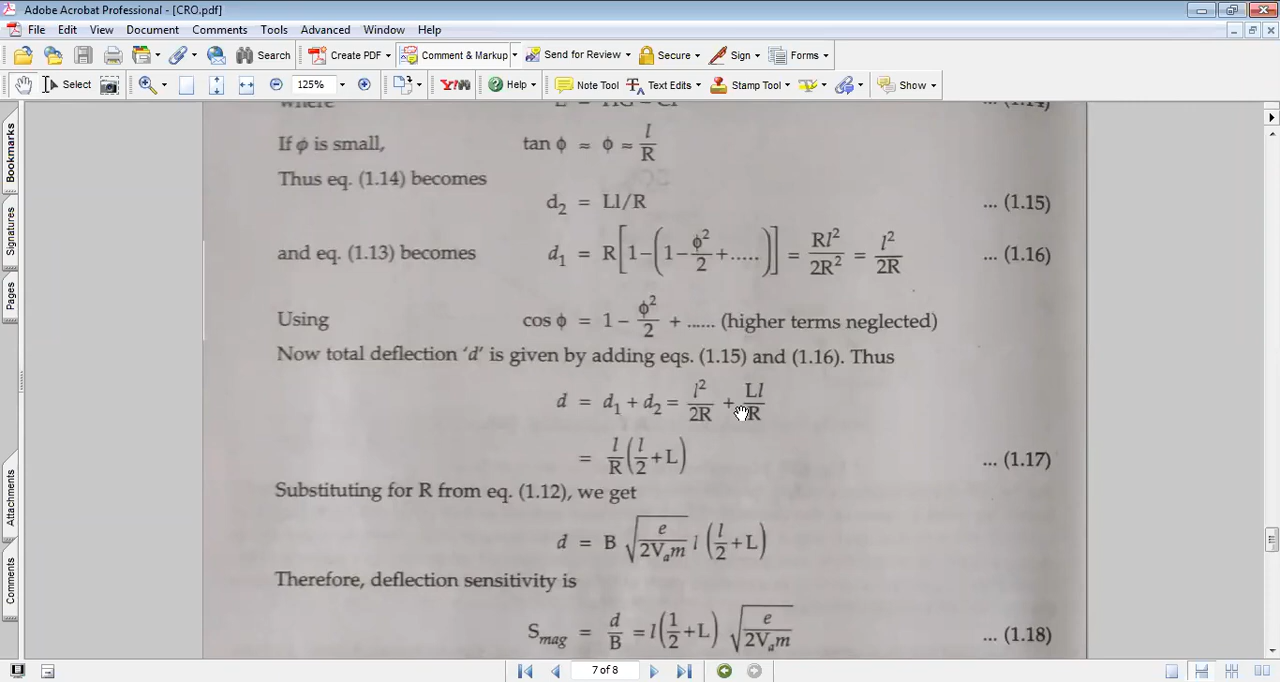 Adobe Acrobat Professional - [CRO.pdf]
File Edit View Document Comments Tools Advanced Window Help
Search Create PDF Comment & Markup Send for Review Secure Sign Forms
Select 125% Y!MS Help Note Tool Text Edits Stamp Tool Show
If ϕ is small, tan ϕ ≈ ϕ ≈ l/R
Thus eq. (1.14) becomes
d₂ = Ll/R ... (1.15)
and eq. (1.13) becomes d₁ = R[1−(1−ϕ²/2+.....)] = Rl²/2R² = l²/2R ... (1.16)
Using cos ϕ = 1 − ϕ²/2 + ...... (higher terms neglected)
Now total deflection 'd' is given by adding eqs. (1.15) and (1.16). Thus
d = d₁ + d₂ = l²/2R + Ll/R
= l/R (l/2 + L) ... (1.17)
Substituting for R from eq. (1.12), we get
d = B √(e/2Vₐm) l (l/2 + L)
Therefore, deflection sensitivity is
Smag = d/B = l(1/2 + L) √(e/2Vₐm) ... (1.18)
Bookmarks
Signatures
Pages
Attachments
Comments
7 of 8